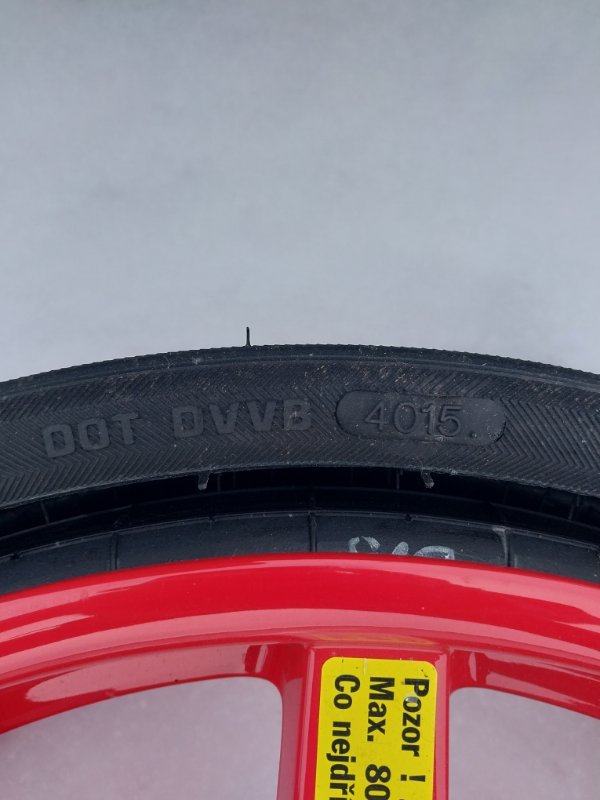 DOT DVVB 4015
Pozor !
Max. 80
Co nejdř